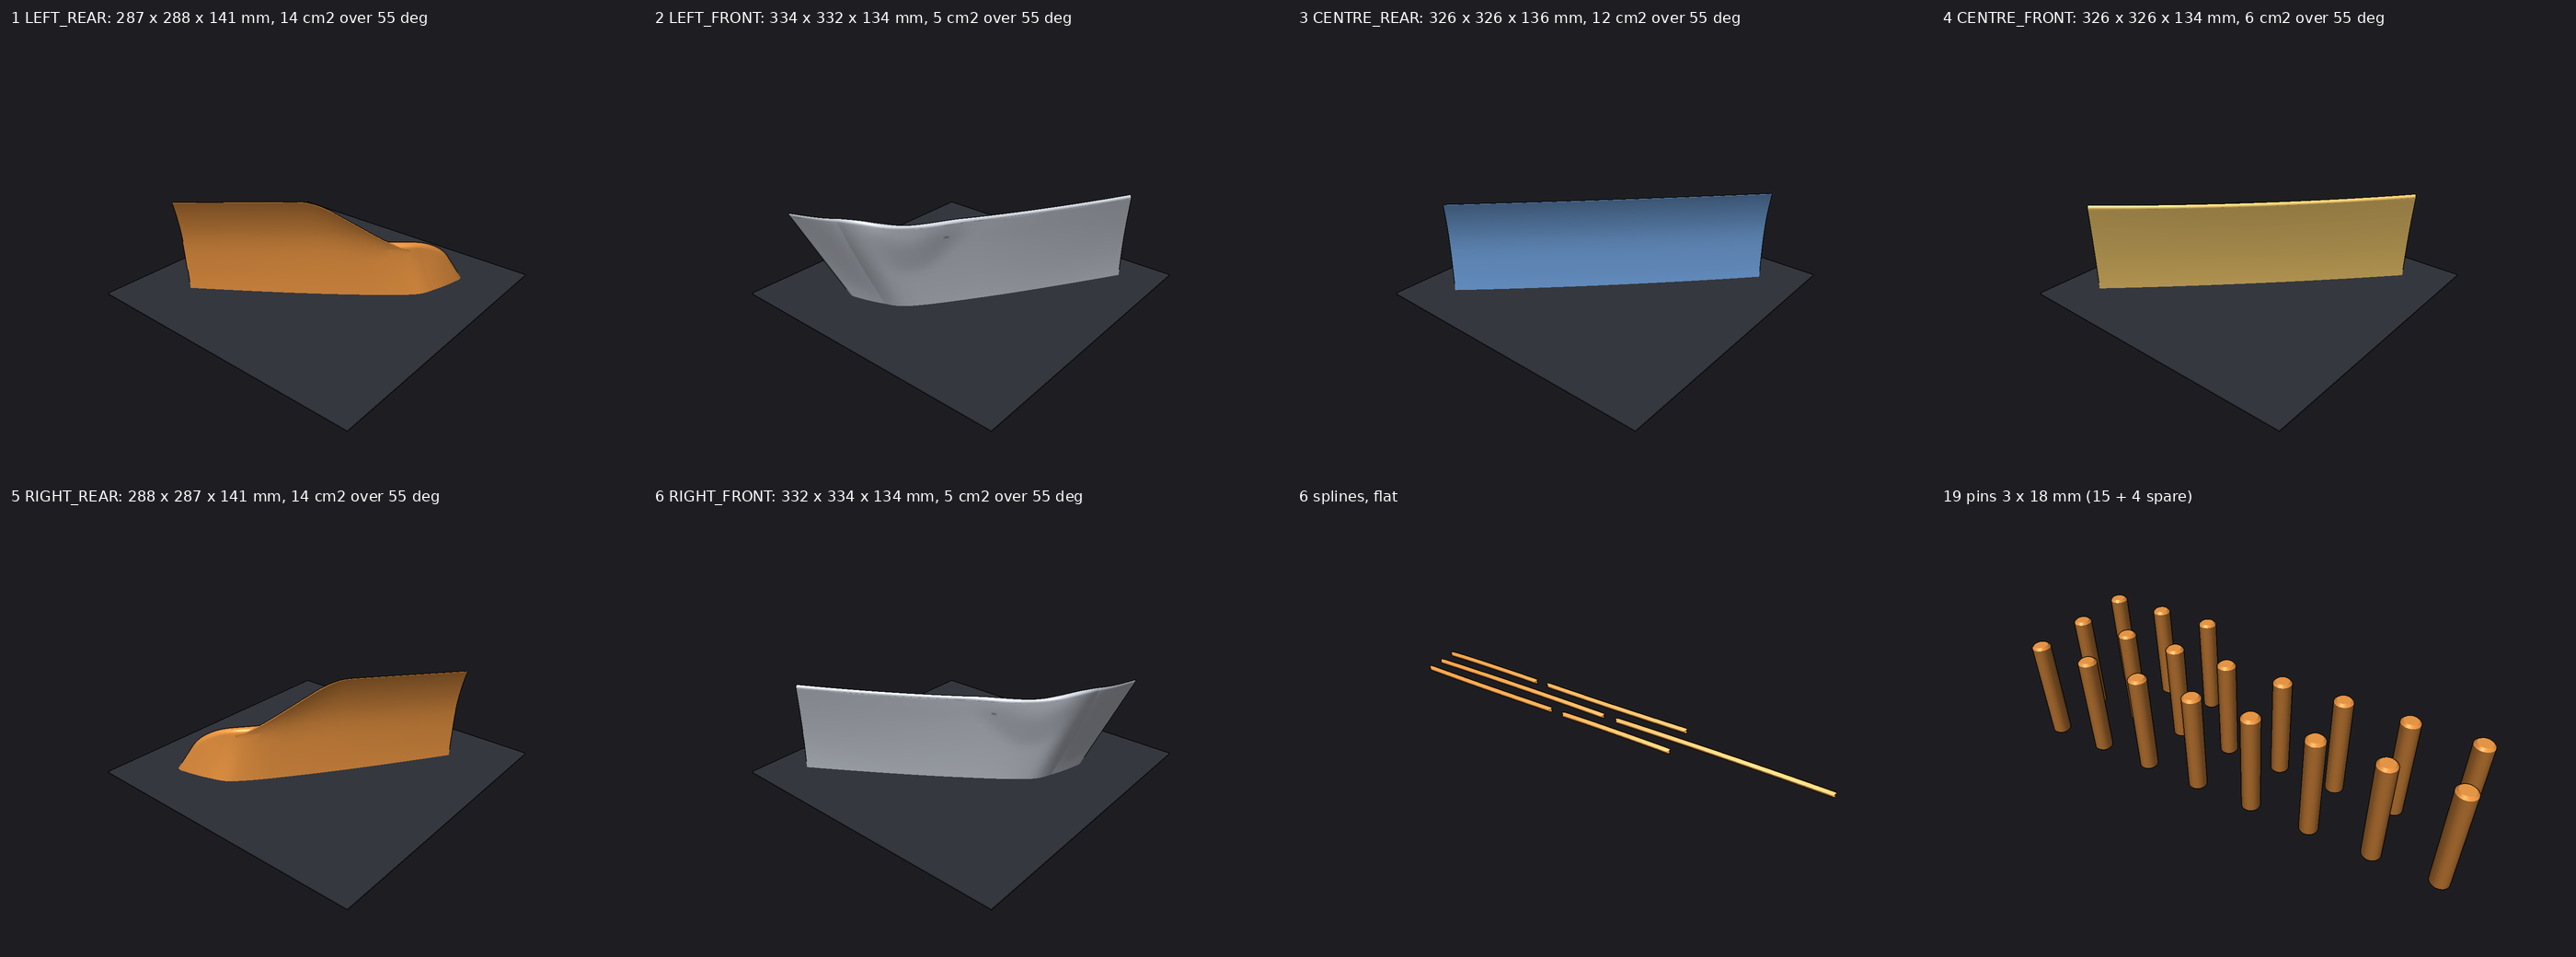 1 LEFT_REAR: 287 x 288 x 141 mm, 14 cm2 over 55 deg
2 LEFT_FRONT: 334 x 332 x 134 mm, 5 cm2 over 55 deg
3 CENTRE_REAR: 326 x 326 x 136 mm, 12 cm2 over 55 deg
4 CENTRE_FRONT: 326 x 326 x 134 mm, 6 cm2 over 55 deg
5 RIGHT_REAR: 288 x 287 x 141 mm, 14 cm2 over 55 deg
6 RIGHT_FRONT: 332 x 334 x 134 mm, 5 cm2 over 55 deg
6 splines, flat
19 pins 3 x 18 mm (15 + 4 spare)